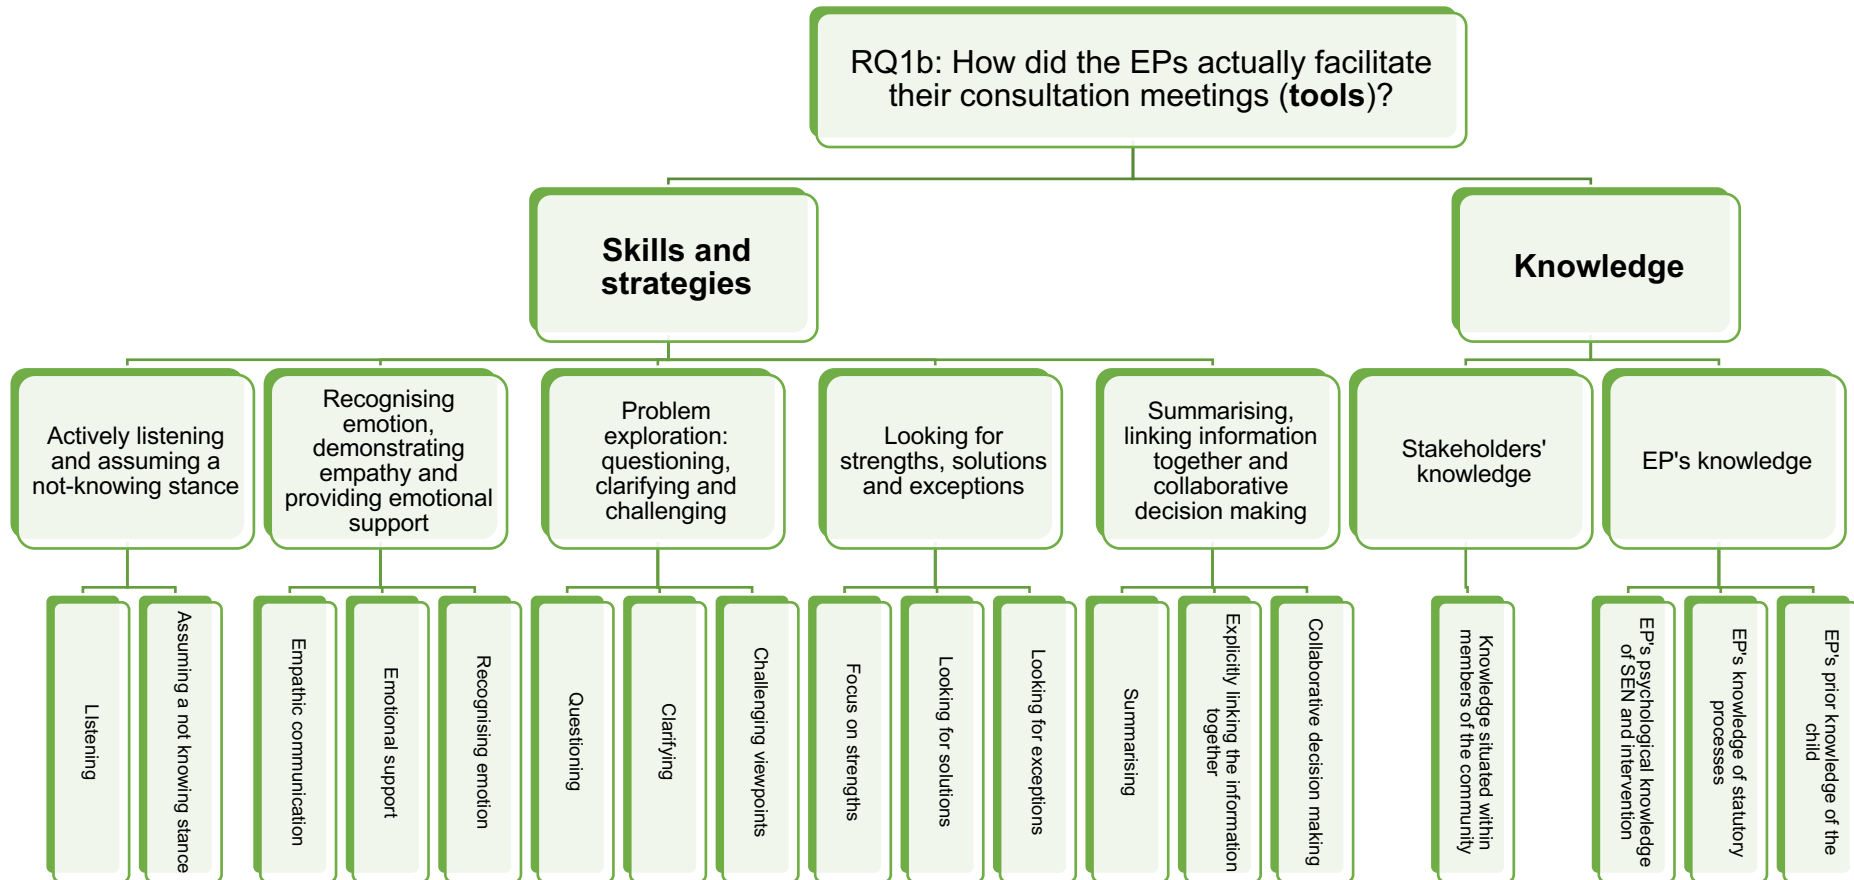 RQ1b: How did the EPs actually facilitate
their consultation meetings (tools)?
Skills and
strategies
Knowledge
Actively listening
and assuming a
not-knowing stance
Recognising
emotion,
demonstrating
empathy and
providing emotional
support
Problem
exploration:
questioning,
clarifying and
challenging
Looking for
strengths, solutions
and exceptions
Summarising,
linking information
together and
collaborative
decision making
Stakeholders'
knowledge
EP's knowledge
LIstening
Assuming a not knowing stance
Empathic communication
Emotional support
Recognising emotion
Questioning
Clarifying
Challenging viewpoints
Focus on strengths
Looking for solutions
Looking for exceptions
Summarising
Explicitly linking the information
together
Collaborative decision making
Knowledge situated within
members of the community
EP's psychological knowledge
of SEN and intervention
EP's knowledge of statutory
processes
EP's prior knowledge of the
child